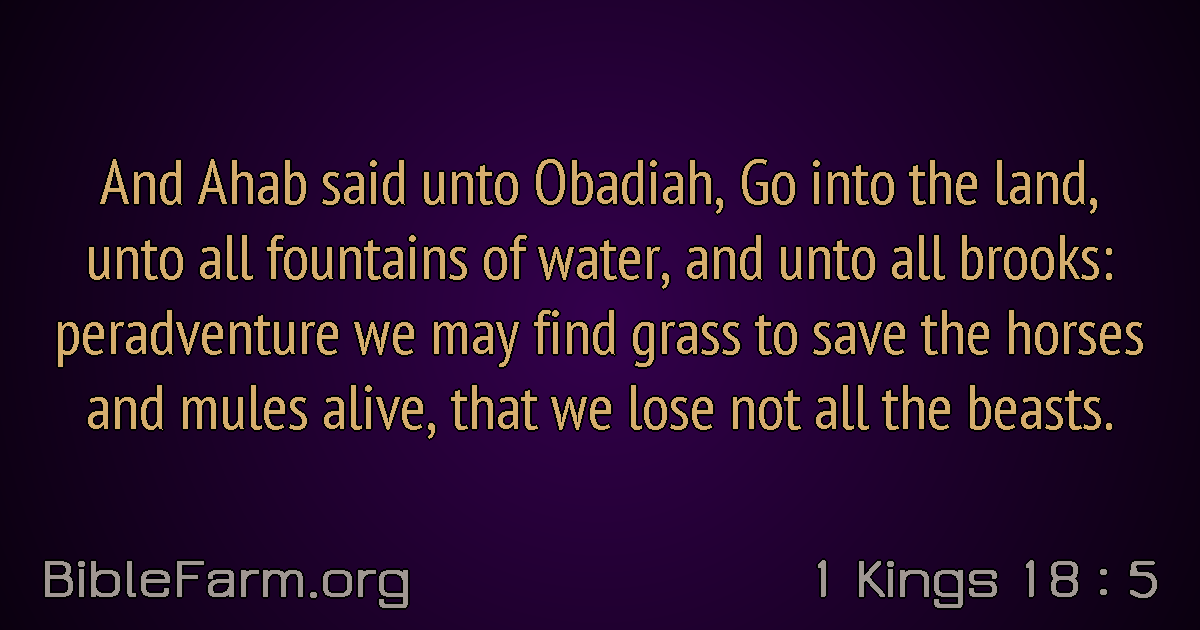 And Ahab said unto Obadiah, Go into the land,
unto all fountains of water, and unto all brooks:
peradventure we may find grass to save the horses
and mules alive, that we lose not all the beasts.
BibleFarm.org
1 Kings 18 : 5